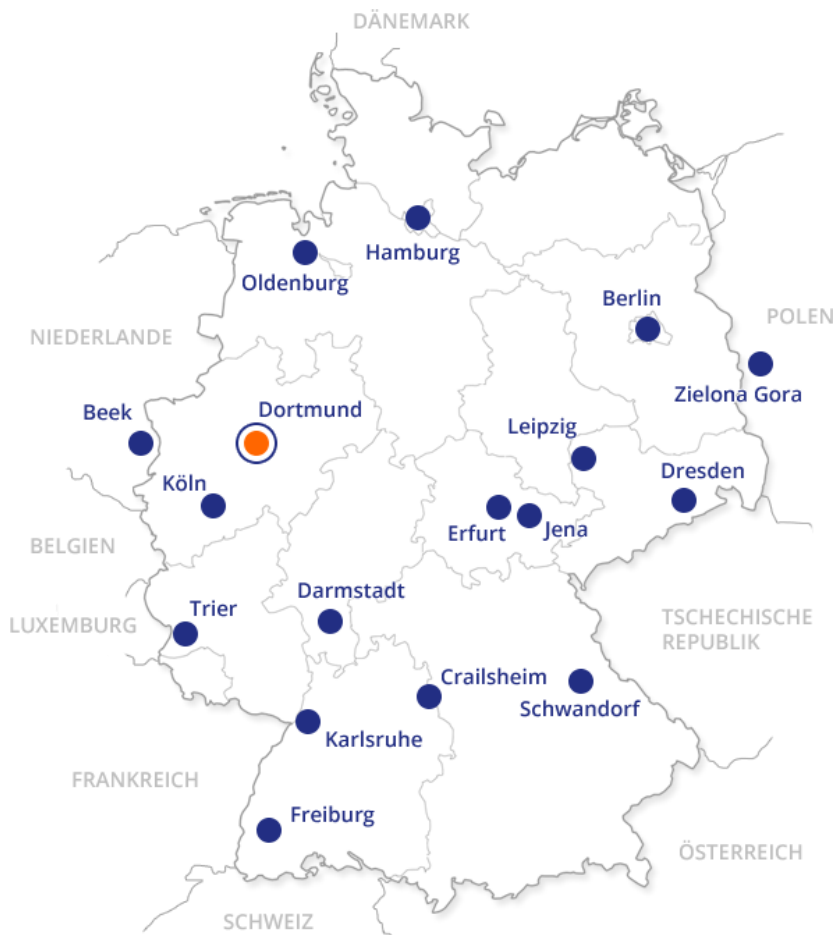 DÄNEMARK
Hamburg
Oldenburg
Berlin
NIEDERLANDE
POLEN
Zielona Gora
Beek
Dortmund
Leipzig
Dresden
Köln
Erfurt
Jena
BELGIEN
Darmstadt
Trier
LUXEMBURG
TSCHECHISCHE
REPUBLIK
Crailsheim
Schwandorf
Karlsruhe
FRANKREICH
Freiburg
ÖSTERREICH
SCHWEIZ